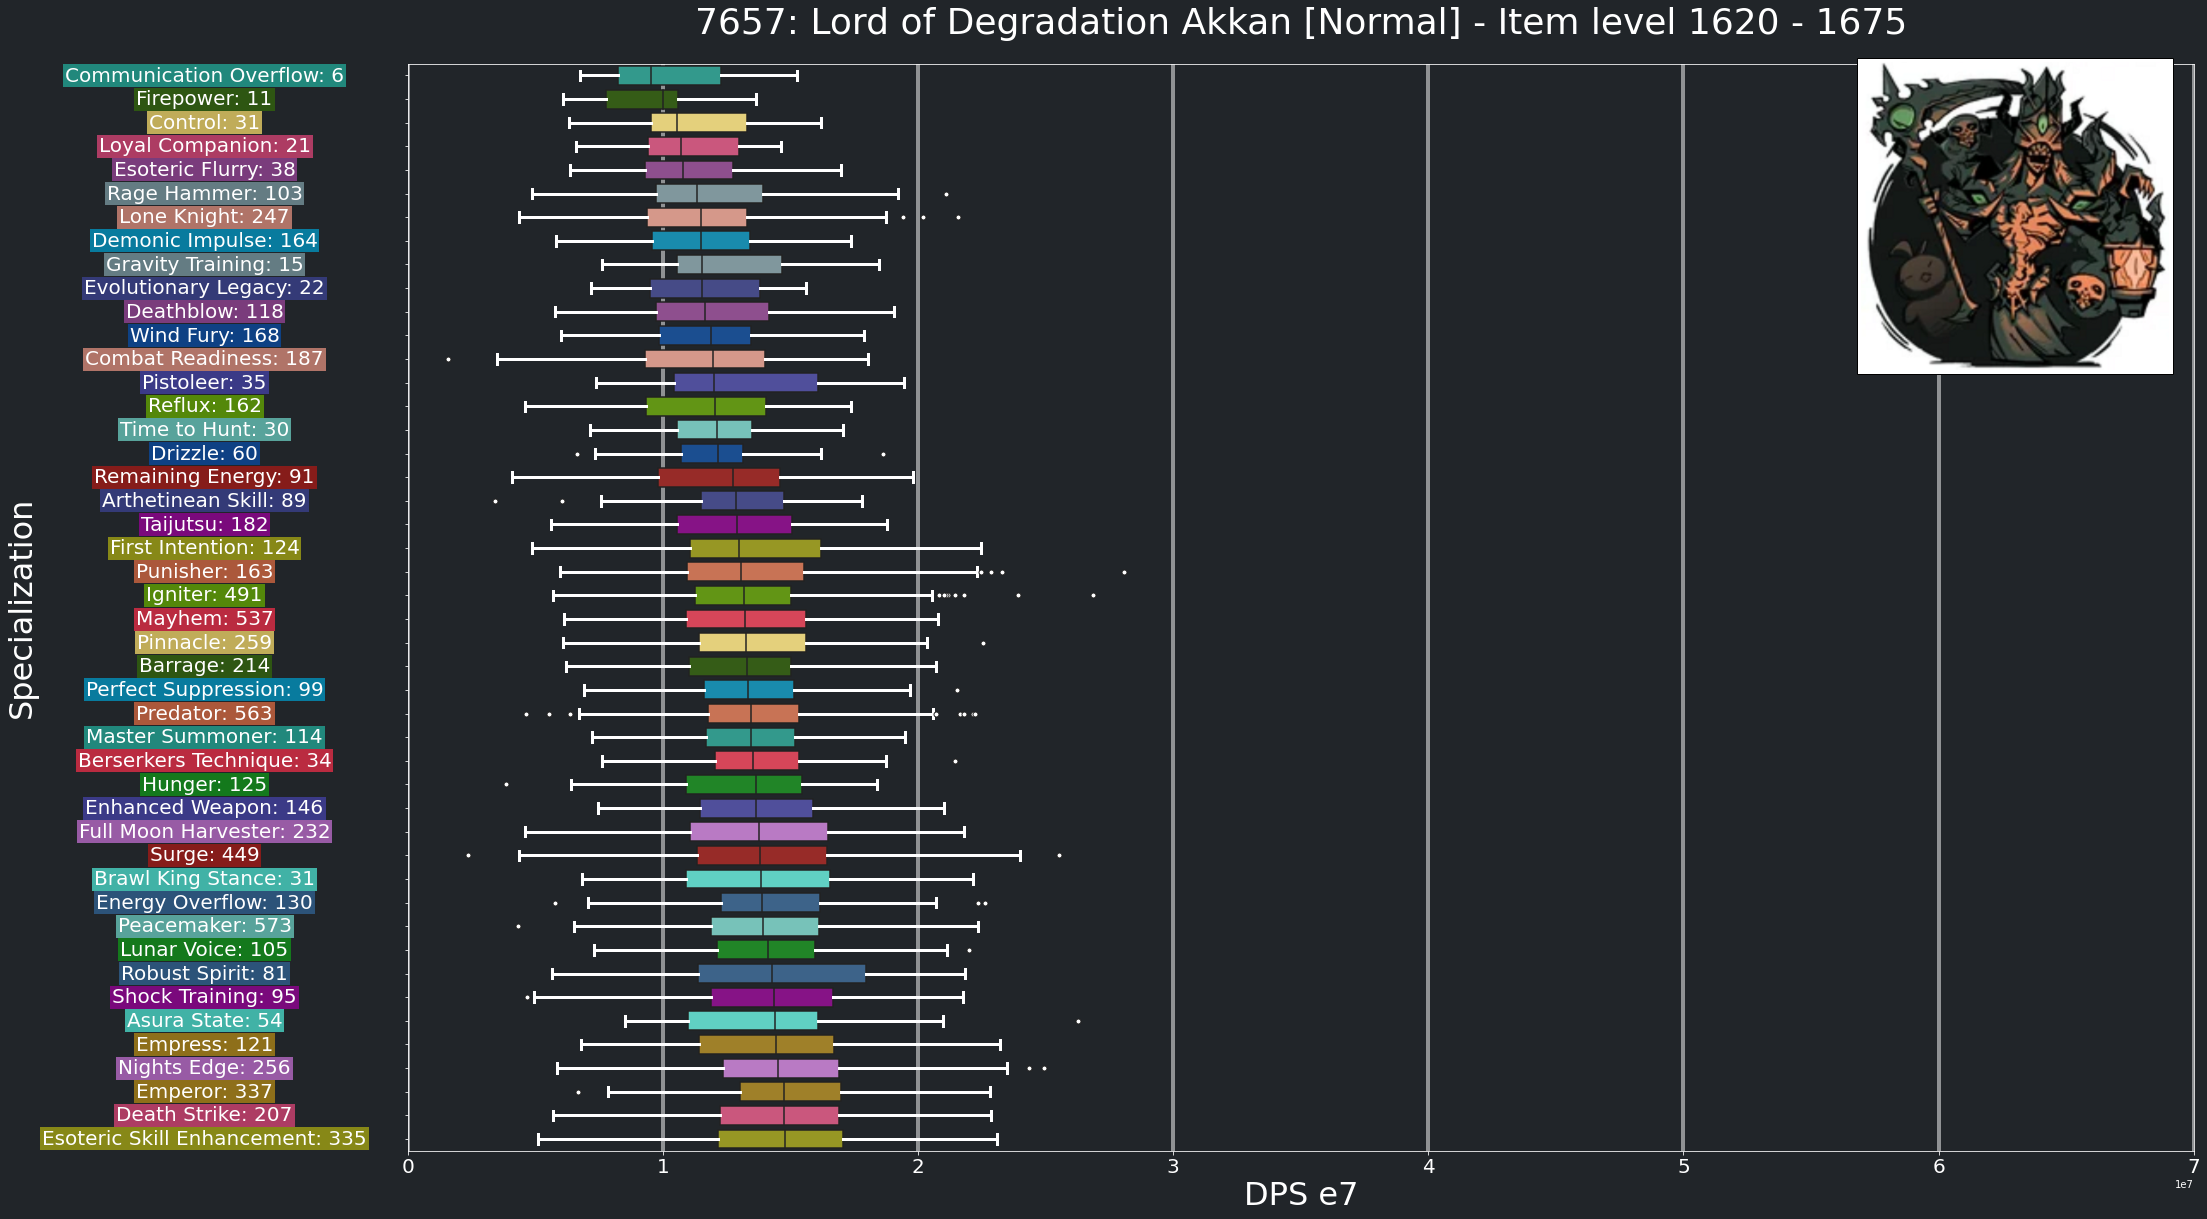 7657: Lord of Degradation Akkan [Normal] - Item level 1620 - 1675
Specialization
Communication Overflow: 6
Firepower: 11
Control: 31
Loyal Companion: 21
Esoteric Flurry: 38
Rage Hammer: 103
Lone Knight: 247
Demonic Impulse: 164
Gravity Training: 15
Evolutionary Legacy: 22
Deathblow: 118
Wind Fury: 168
Combat Readiness: 187
Pistoleer: 35
Reflux: 162
Time to Hunt: 30
Drizzle: 60
Remaining Energy: 91
Arthetinean Skill: 89
Taijutsu: 182
First Intention: 124
Punisher: 163
Igniter: 491
Mayhem: 537
Pinnacle: 259
Barrage: 214
Perfect Suppression: 99
Predator: 563
Master Summoner: 114
Berserkers Technique: 34
Hunger: 125
Enhanced Weapon: 146
Full Moon Harvester: 232
Surge: 449
Brawl King Stance: 31
Energy Overflow: 130
Peacemaker: 573
Lunar Voice: 105
Robust Spirit: 81
Shock Training: 95
Asura State: 54
Empress: 121
Nights Edge: 256
Emperor: 337
Death Strike: 207
Esoteric Skill Enhancement: 335
0 1 2 3 4 5 6 7
DPS e7
1e7